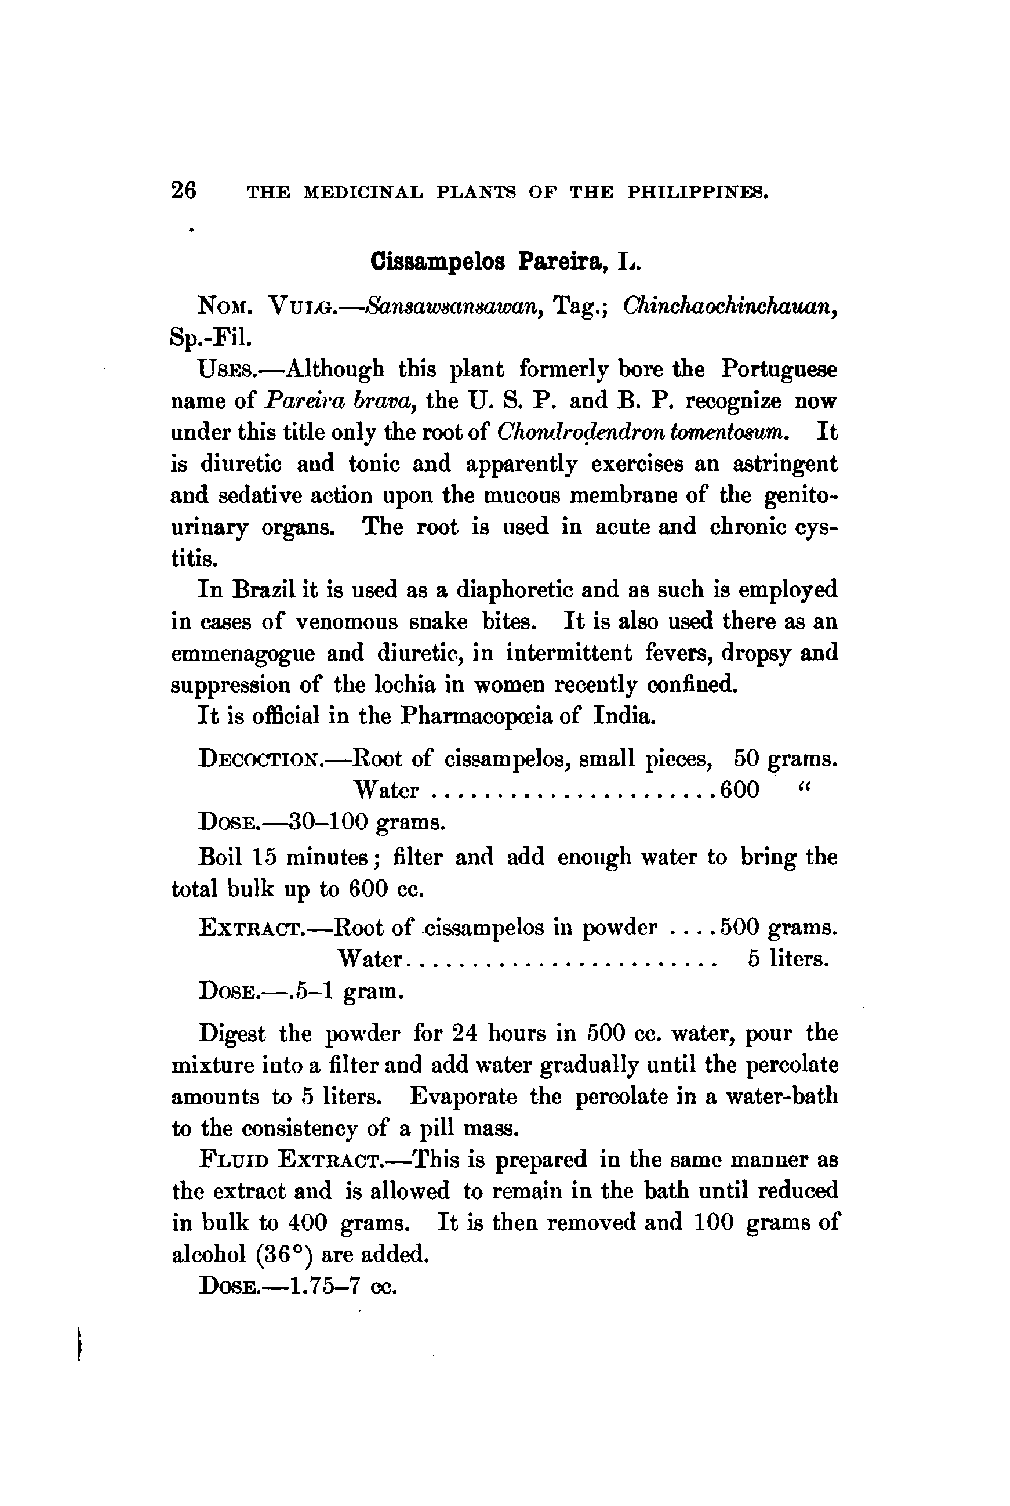 26 THE MEDICINAL PLANTS OF THE PHILIPPINES.
Cissampelos Pareira, L.
NOM. VULG.—Sansawsansawan, Tag.; Chinchaochinchauan,
Sp.-Fil.
USES.—Although this plant formerly bore the Portuguese
name of Pareira brava, the U. S. P. and B. P. recognize now
under this title only the root of Chondrodendron tomentosum. It
is diuretic and tonic and apparently exercises an astringent
and sedative action upon the mucous membrane of the genito-
urinary organs. The root is used in acute and chronic cys-
titis.
In Brazil it is used as a diaphoretic and as such is employed
in cases of venomous snake bites. It is also used there as an
emmenagogue and diuretic, in intermittent fevers, dropsy and
suppression of the lochia in women recently confined.
It is official in the Pharmacopœia of India.
DECOCTION.—Root of cissampelos, small pieces, 50 grams.
Water ......................600 “
DOSE.—30–100 grams.
Boil 15 minutes; filter and add enough water to bring the
total bulk up to 600 cc.
EXTRACT.—Root of cissampelos in powder ....500 grams.
Water........................ 5 liters.
DOSE.—.5–1 gram.
Digest the powder for 24 hours in 500 cc. water, pour the
mixture into a filter and add water gradually until the percolate
amounts to 5 liters. Evaporate the percolate in a water-bath
to the consistency of a pill mass.
FLUID EXTRACT.—This is prepared in the same manner as
the extract and is allowed to remain in the bath until reduced
in bulk to 400 grams. It is then removed and 100 grams of
alcohol (36°) are added.
DOSE.—1.75–7 cc.